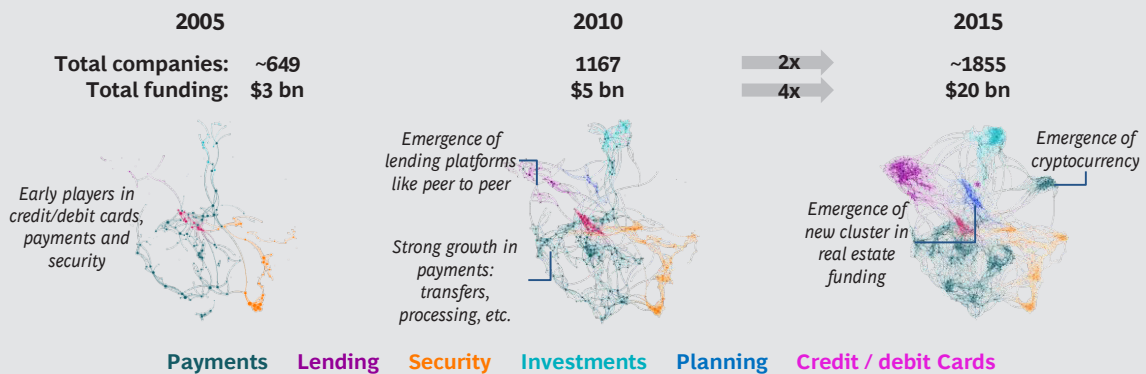 2005
2010
2015
Total companies: ~649
1167
2x
~1855
Total funding: $3 bn
$5 bn
4x
$20 bn
Early players in
credit/debit cards,
payments and
security
Emergence of
lending platforms
like peer to peer
Strong growth in
payments:
transfers,
processing, etc.
Emergence of
cryptocurrency
Emergence of
new cluster in
real estate
funding
Payments Lending Security Investments Planning Credit / debit Cards